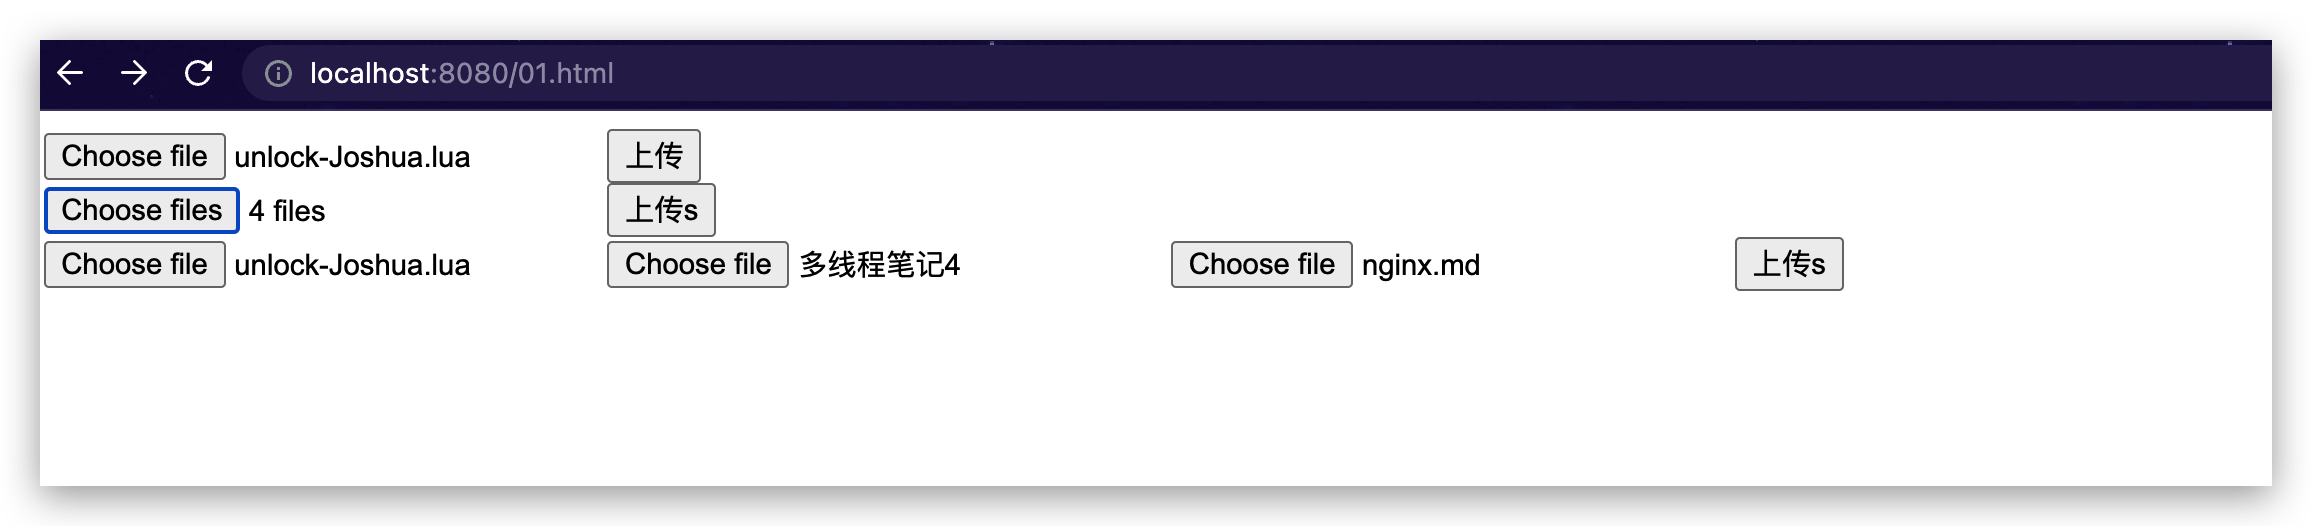 localhost:8080/01.html
Choose file unlock-Joshua.lua 上传
Choose files 4 files 上传s
Choose file unlock-Joshua.lua Choose file 多线程笔记4 Choose file nginx.md 上传s